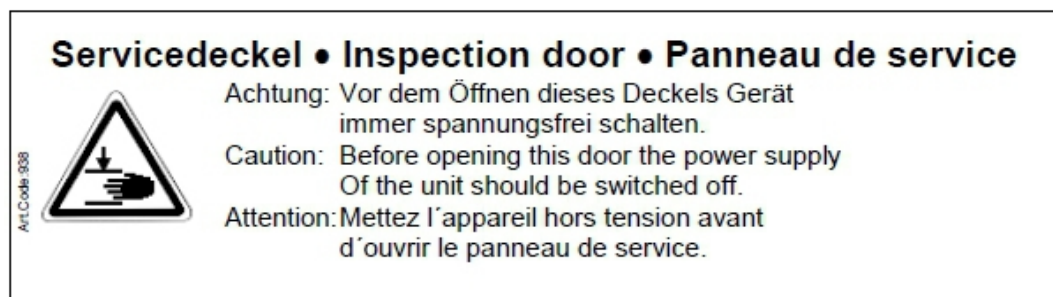 Servicedeckel • Inspection door • Panneau de service
Achtung: Vor dem Öffnen dieses Deckels Gerät
immer spannungsfrei schalten.
Caution: Before opening this door the power supply
Of the unit should be switched off.
Attention: Mettez l´appareil hors tension avant
d´ouvrir le panneau de service.
Art.Code:938